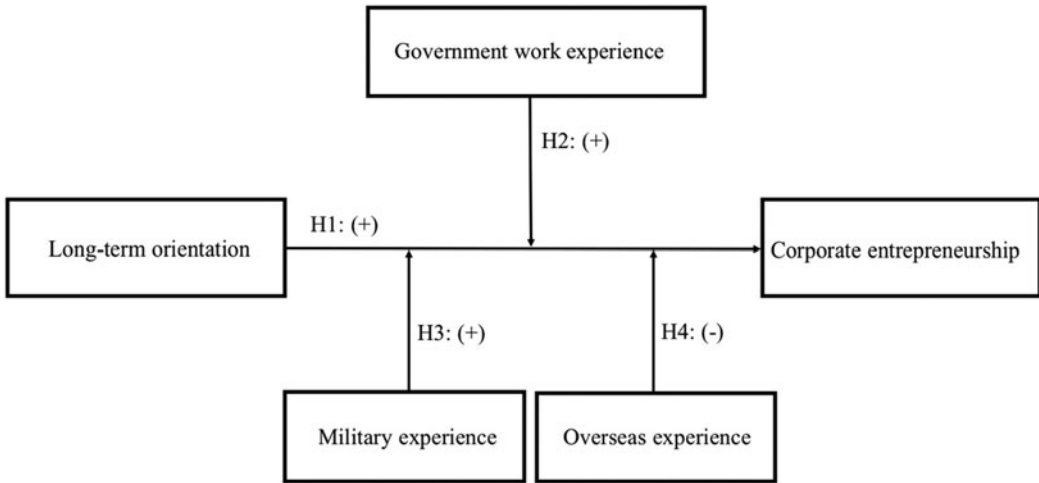 Government work experience
H2: (+)
H1: (+)
Long-term orientation
Corporate entrepreneurship
H3: (+)
H4: (-)
Military experience
Overseas experience